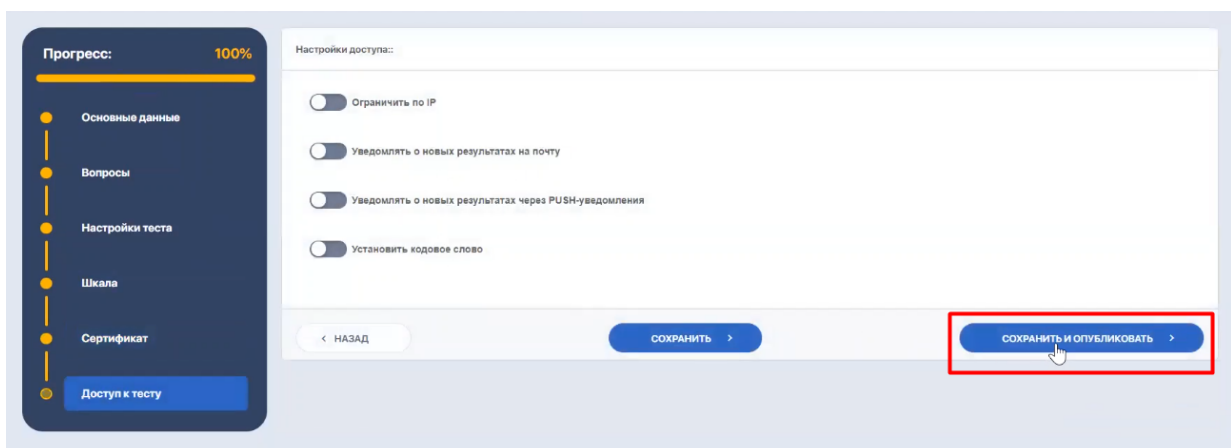 Прогресс: 100%
Основные данные
Вопросы
Настройки теста
Шкала
Сертификат
Доступ к тесту
Настройки доступа::
Ограничить по IP
Уведомлять о новых результатах на почту
Уведомлять о новых результатах через PUSH-уведомления
Установить кодовое слово
НАЗАД
СОХРАНИТЬ
СОХРАНИТЬ И ОПУБЛИКОВАТЬ